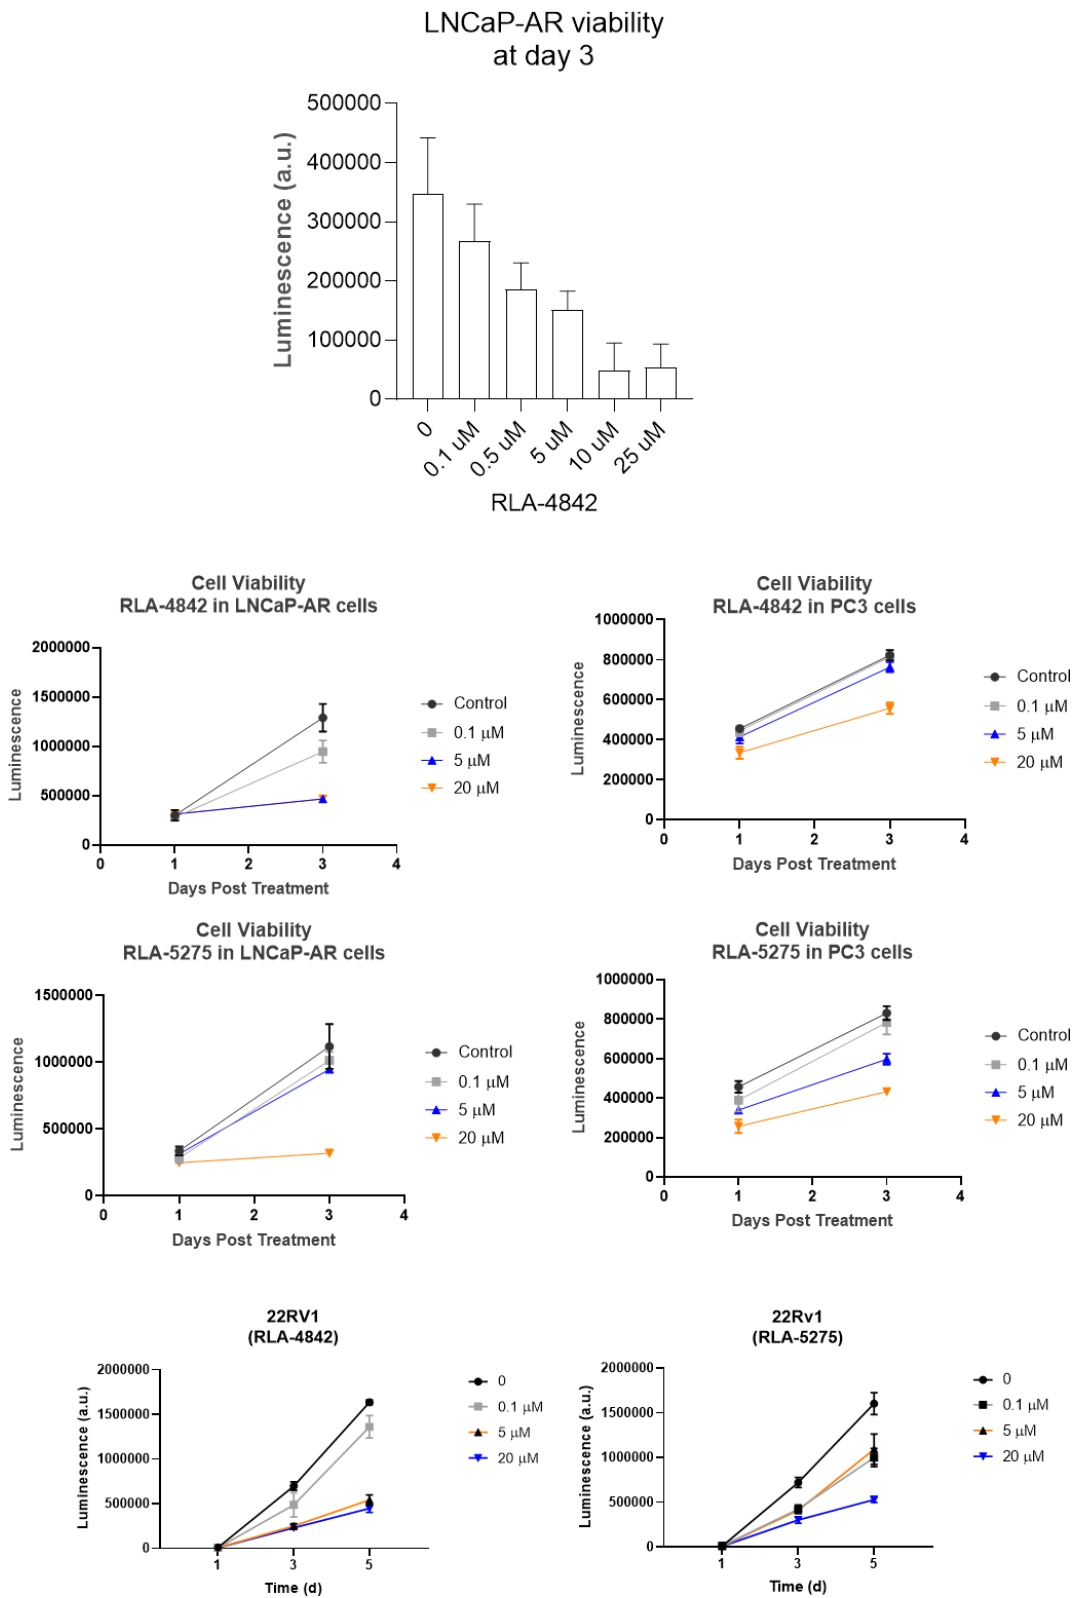 LNCaP-AR viability
at day 3
Luminescence (a.u.)
500000
400000
300000
200000
100000
0
0
0.1 uM
0.5 uM
5 uM
10 uM
25 uM
RLA-4842
Cell Viability
RLA-4842 in LNCaP-AR cells
Luminescence
2000000
1500000
1000000
500000
0
0
1
2
3
4
Days Post Treatment
Control
0.1 μM
5 μM
20 μM
Cell Viability
RLA-4842 in PC3 cells
Luminescence
1000000
800000
600000
400000
200000
0
0
1
2
3
4
Days Post Treatment
Control
0.1 μM
5 μM
20 μM
Cell Viability
RLA-5275 in LNCaP-AR cells
Luminescence
1500000
1000000
500000
0
0
1
2
3
4
Days Post Treatment
Control
0.1 μM
5 μM
20 μM
Cell Viability
RLA-5275 in PC3 cells
Luminescence
1000000
800000
600000
400000
200000
0
0
1
2
3
4
Days Post Treatment
Control
0.1 μM
5 μM
20 μM
22RV1
(RLA-4842)
Luminescence (a.u.)
2000000
1500000
1000000
500000
0
1
3
5
Time (d)
0
0.1 μM
5 μM
20 μM
22Rv1
(RLA-5275)
Luminescence (a.u.)
2000000
1500000
1000000
500000
0
1
3
5
Time (d)
0
0.1 μM
5 μM
20 μM